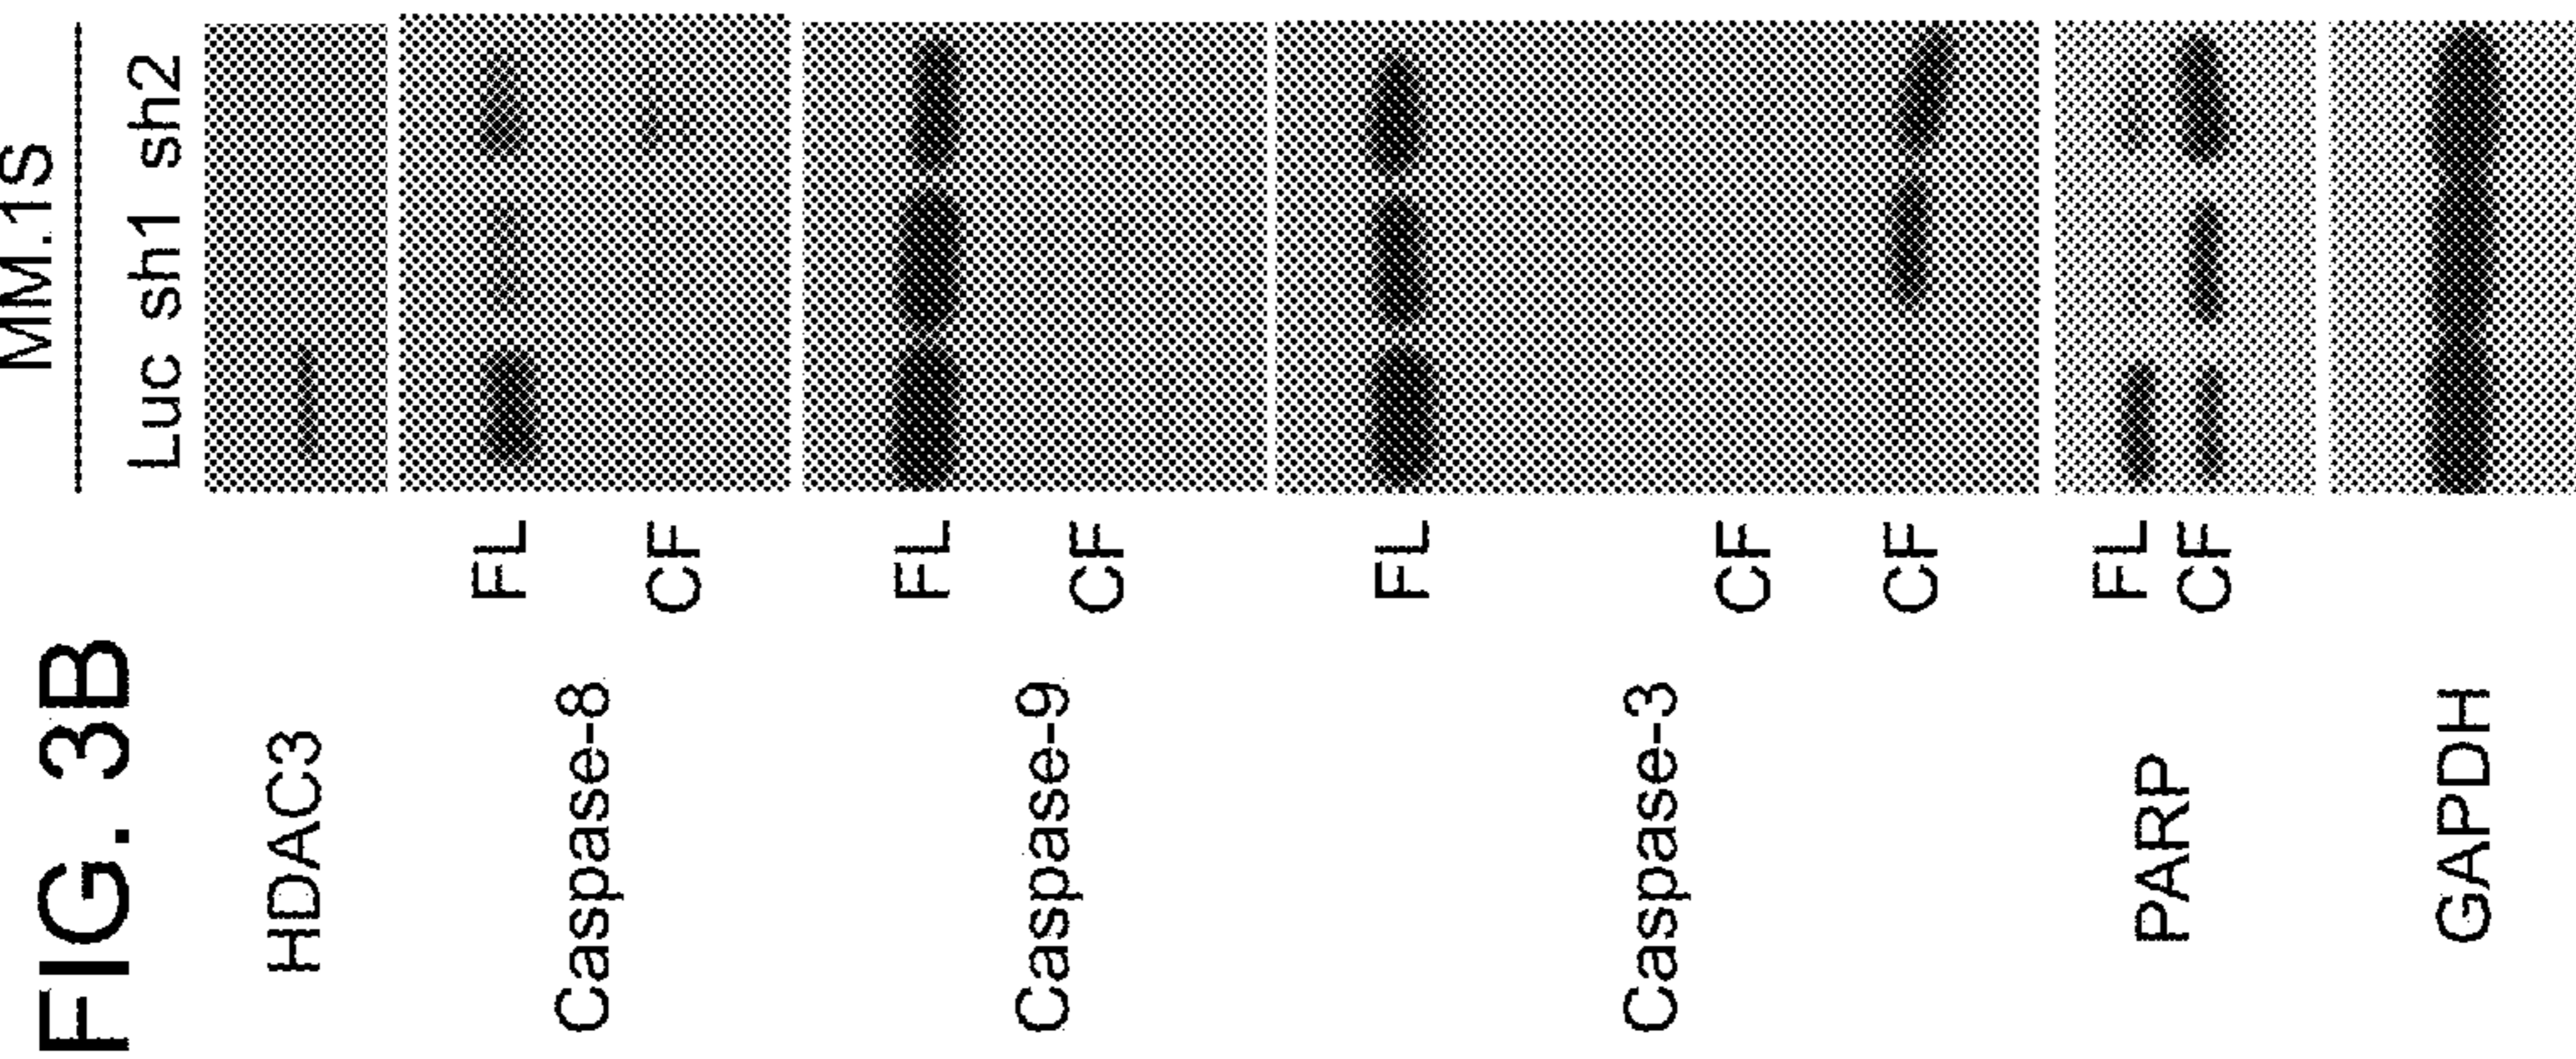 FIG. 3B
MM.1S
Luc sh1 sh2
HDAC3
Caspase-8
FL
CF
Caspase-9
FL
CF
Caspase-3
FL
CF
CF
PARP
FL
CF
GAPDH